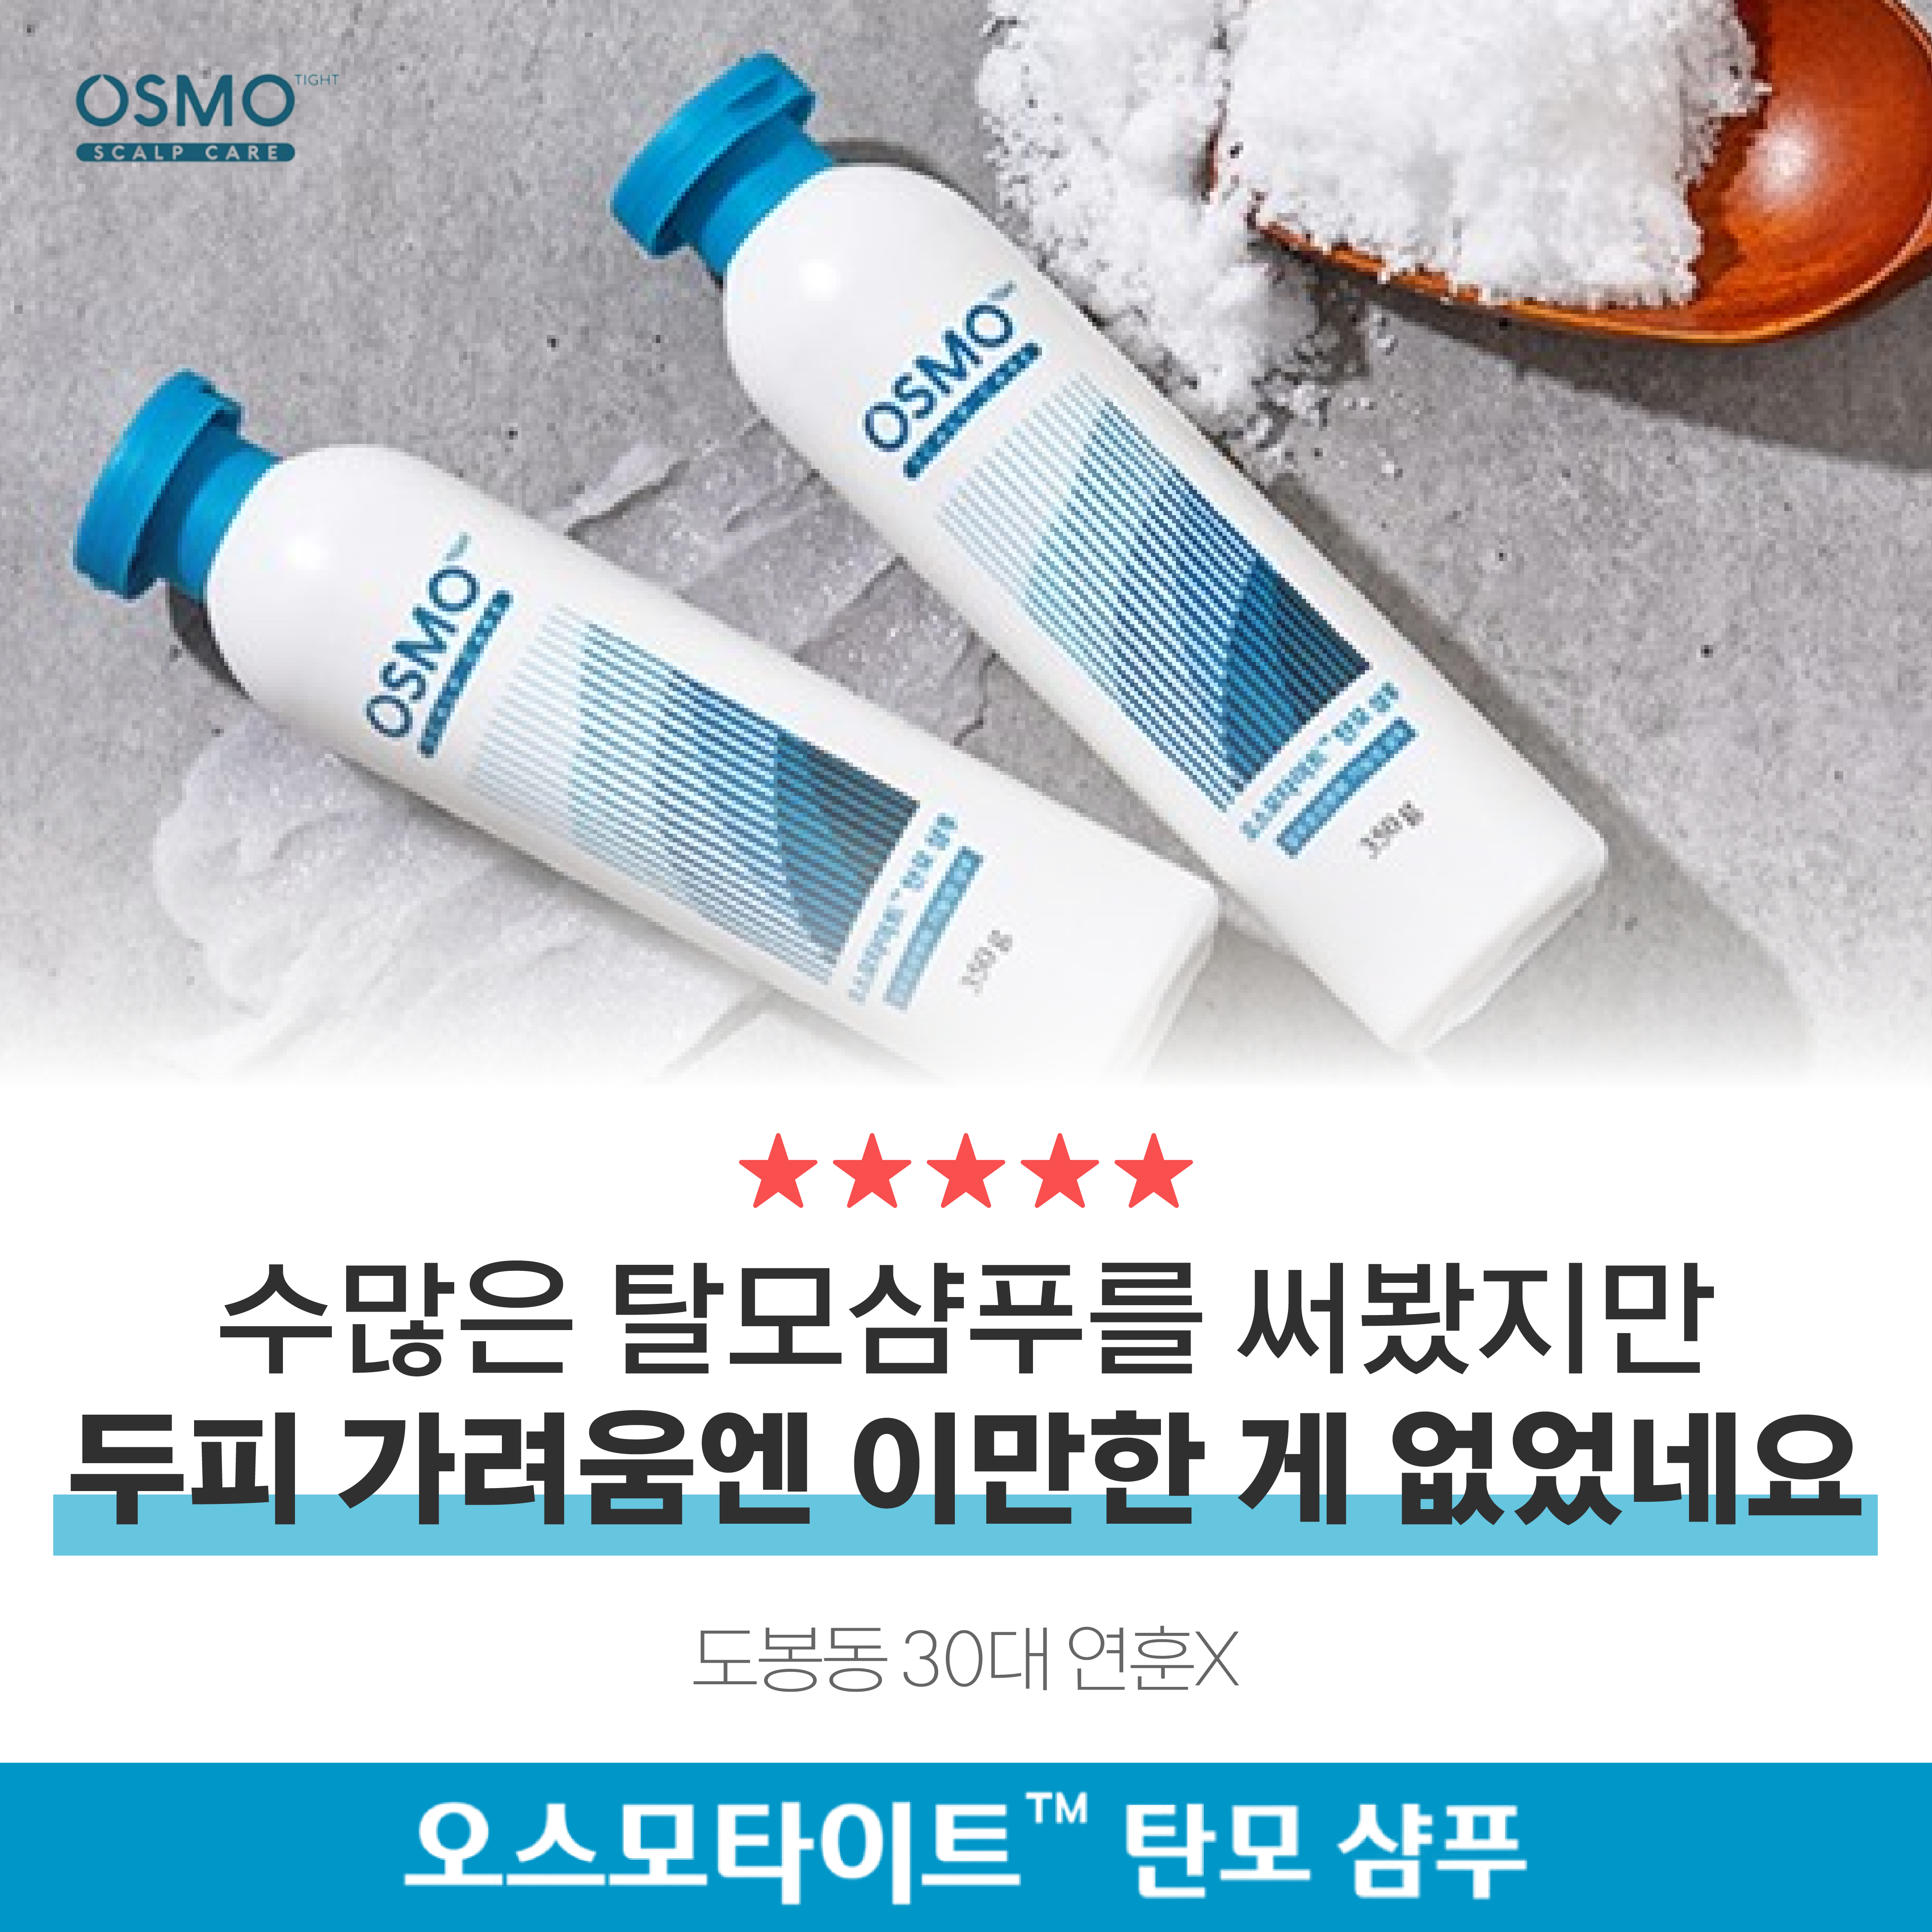 OSMO TIGHT
SCALP CARE
OSMO
350g
OSMO
350g
★★★★★
수많은 탈모샴푸를 써봤지만
두피 가려움엔 이만한 게 없었네요
도봉동 30대 연훈X
오스모타이트™ 탄모 샴푸